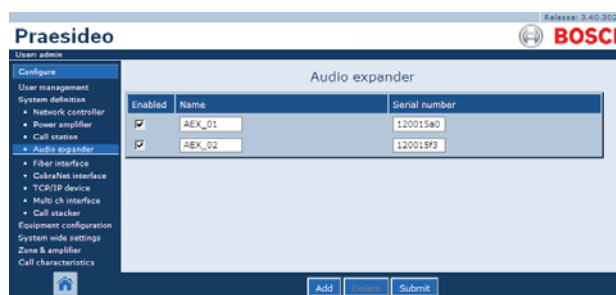 Release: 3.40.302
Praesideo
BOSCH
User: admin
Configure
User management
System definition
• Network controller
• Power amplifier
• Call station
• Audio expander
• Fiber interface
• CobraNet interface
• TCP/IP device
• Multi ch interface
• Call stacker
Equipment configuration
System wide settings
Zone & amplifier
Call characteristics
Audio expander
Enabled Name Serial number
AEX_01 120015a0
AEX_02 120015f3
Add Delete Submit